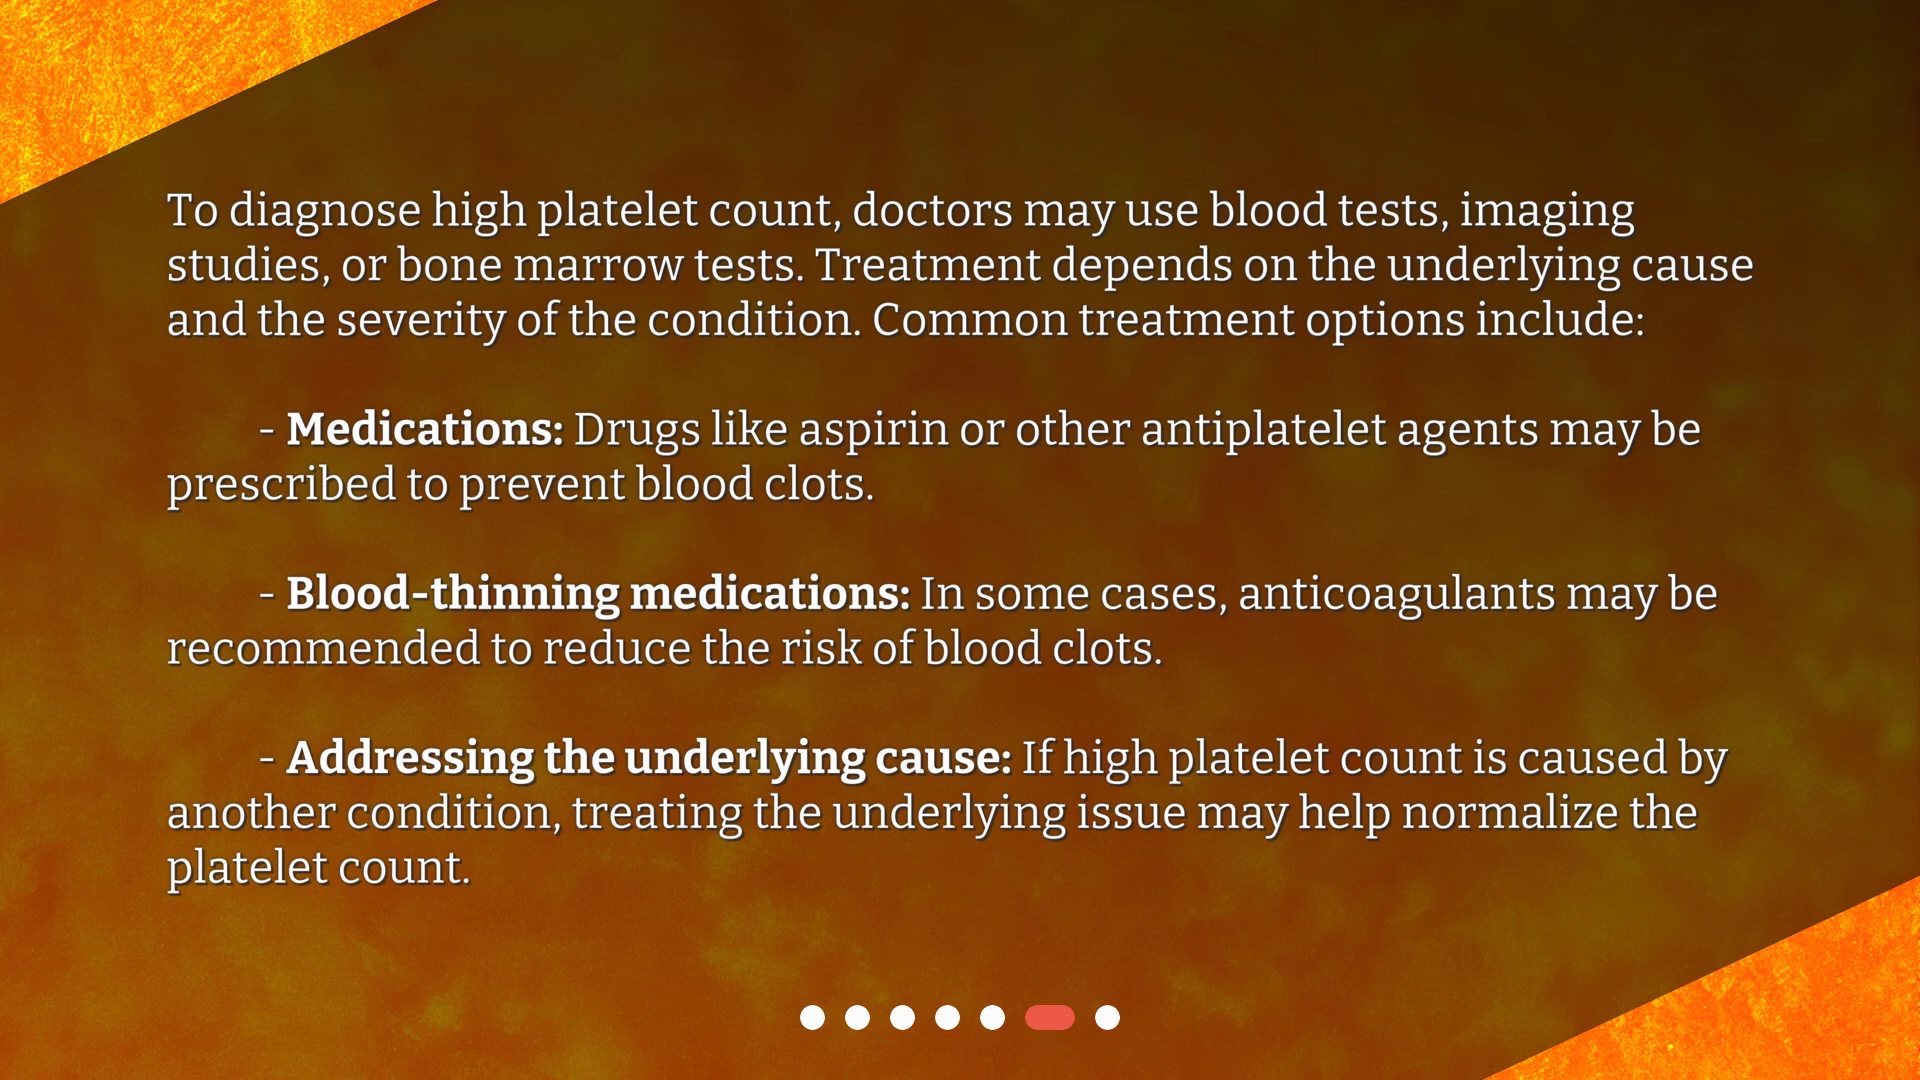 To diagnose high platelet count, doctors may use blood tests, imaging
studies, or bone marrow tests. Treatment depends on the underlying cause
and the severity of the condition. Common treatment options include:
- Medications: Drugs like aspirin or other antiplatelet agents may be
prescribed to prevent blood clots.
- Blood-thinning medications: In some cases, anticoagulants may be
recommended to reduce the risk of blood clots.
- Addressing the underlying cause: If high platelet count is caused by
another condition, treating the underlying issue may help normalize the
platelet count.